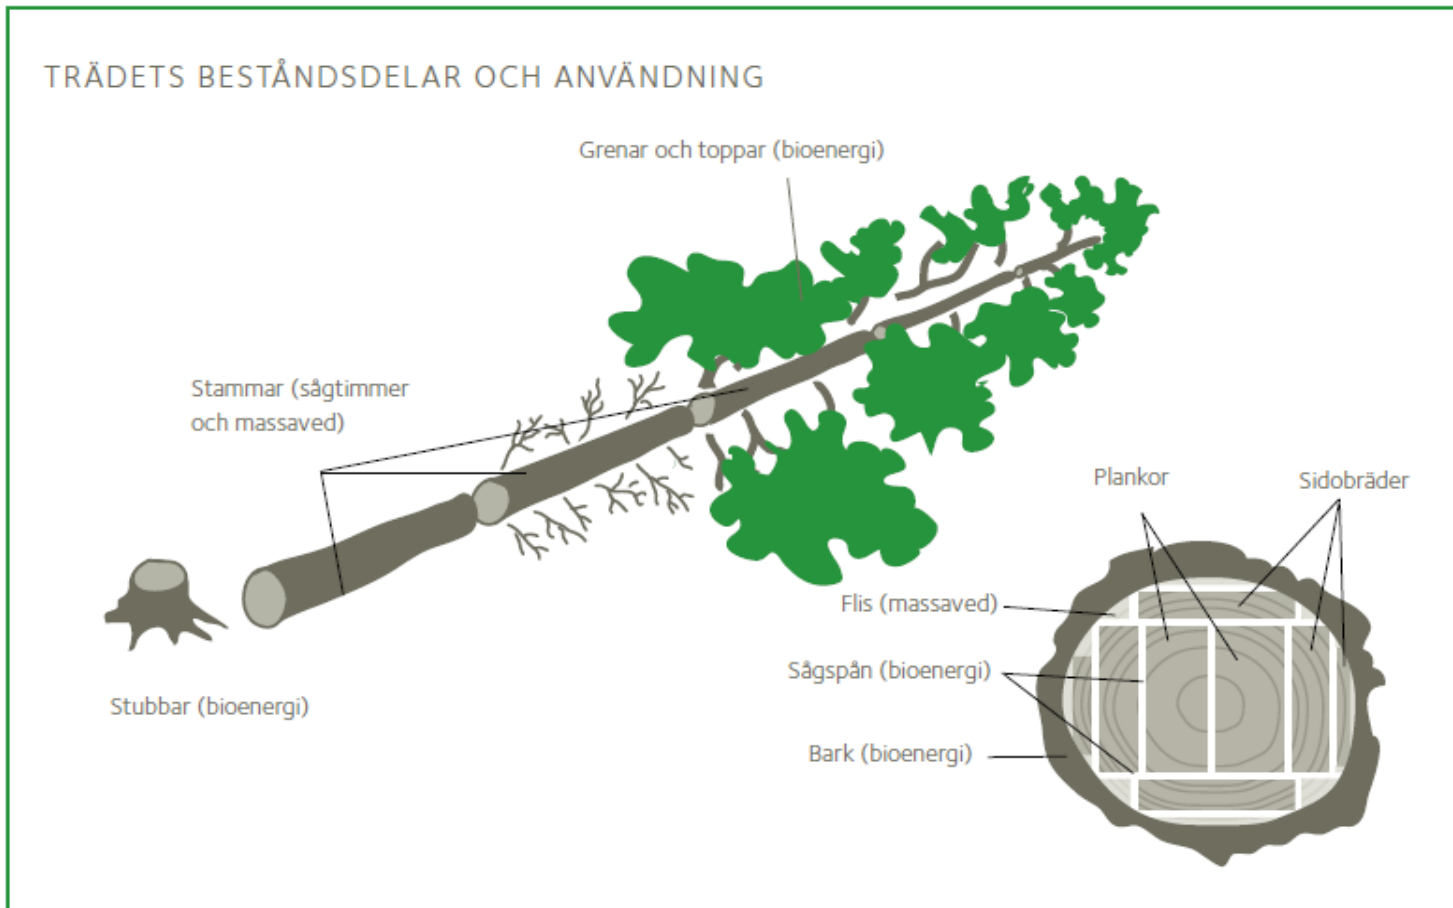 TRÄDETS BESTÅNDSDELAR OCH ANVÄNDNING
Grenar och toppar (bioenergi)
Stammar (sågtimmer
och massaved)
Plankor
Sidobräder
Flis (massaved)
Sågspån (bioenergi)
Stubbar (bioenergi)
Bark (bioenergi)